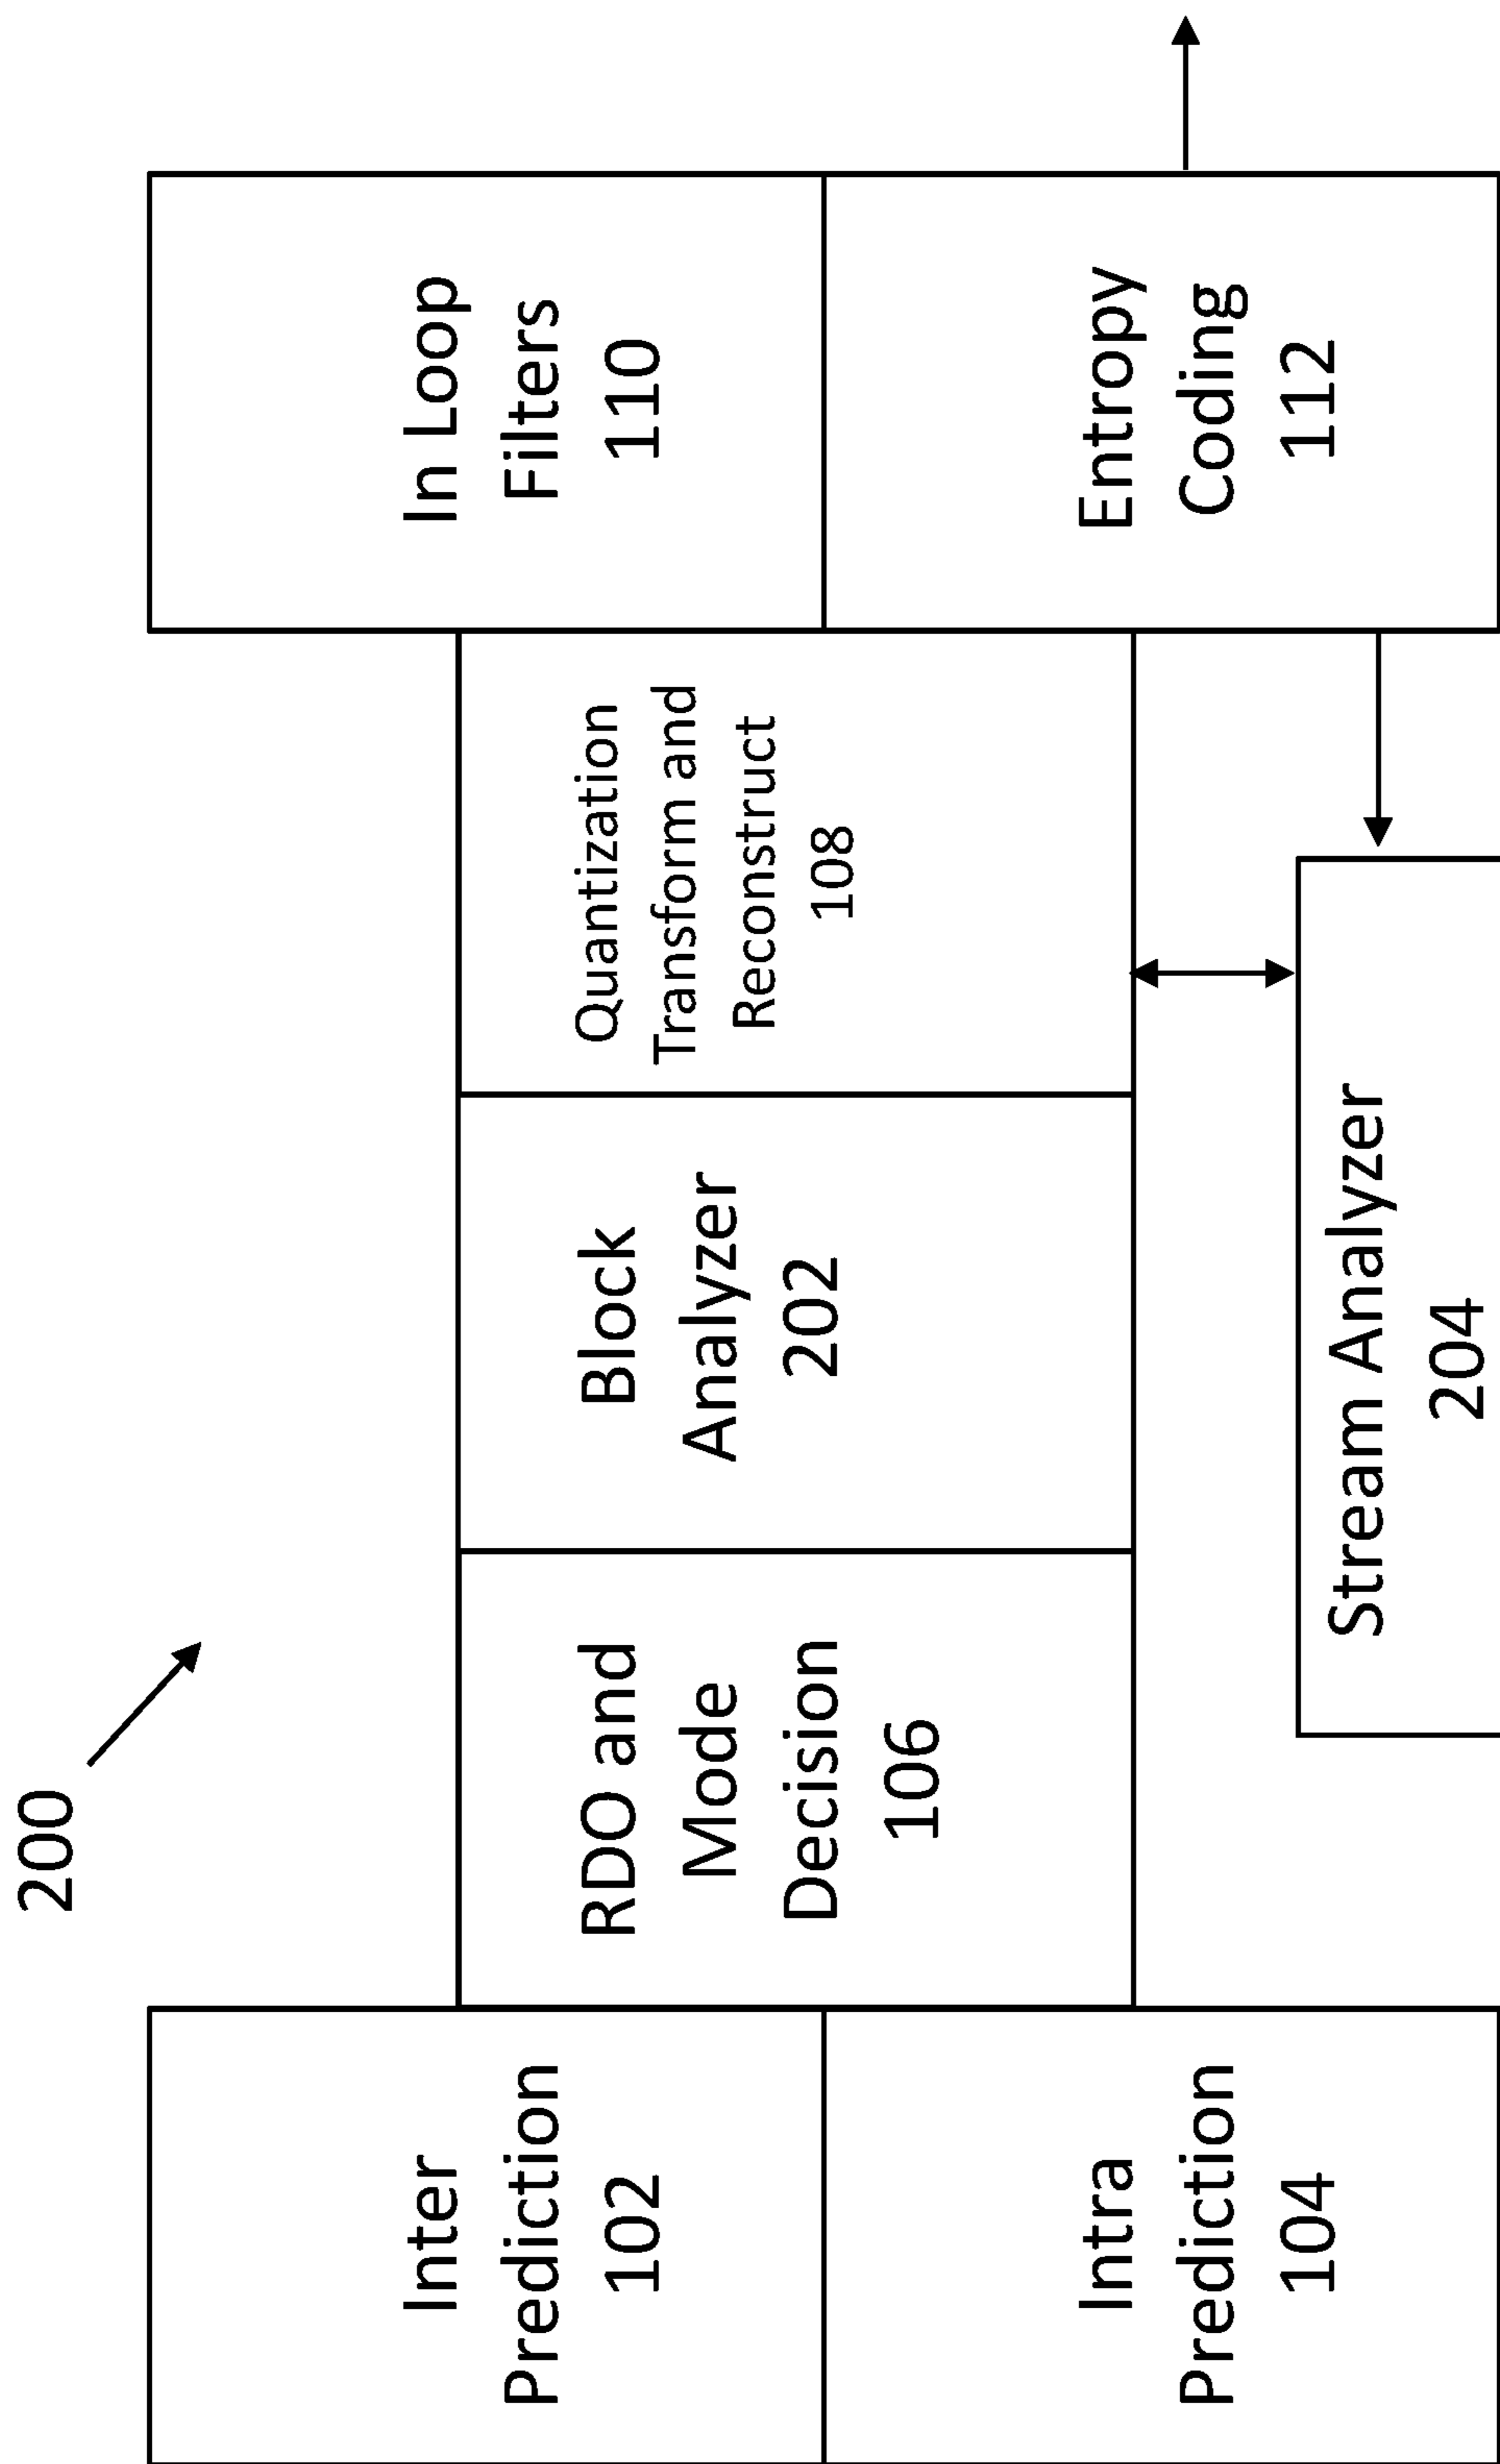 200
Inter
Prediction
102
Intra
Prediction
104
RDO and
Mode
Decision
106
Block
Analyzer
202
Quantization
Transform and
Reconstruct
108
In Loop
Filters
110
Entropy
Coding
112
Stream Analyzer
204